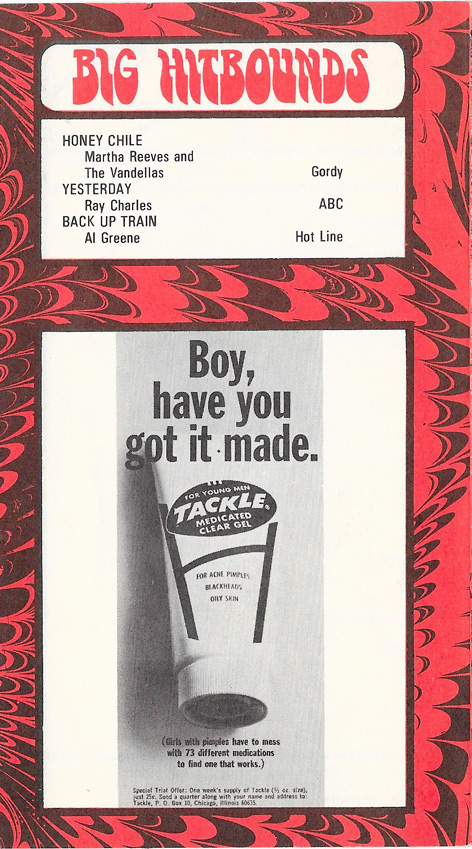 BIG HITBOUNDS
HONEY CHILE
Martha Reeves and
The Vandellas Gordy
YESTERDAY
Ray Charles ABC
BACK UP TRAIN
Al Greene Hot Line
Boy,
have you
got it made.
FOR YOUNG MEN
TACKLE®
MEDICATED
CLEAR GEL
FOR ACNE PIMPLES
BLACKHEADS
OILY SKIN
(Girls with pimples have to mess
with 73 different medications
to find one that works.)
Special Trial Offer: One week's supply of Tackle (½ oz. size),
just 25¢. Send a quarter along with your name and address to:
Tackle, P. O. Box 10, Chicago, Illinois 60635.